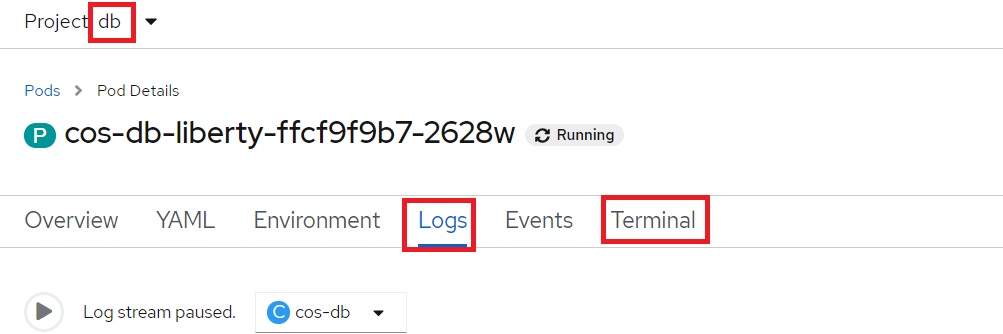 Project db
Pods > Pod Details
P cos-db-liberty-ffcf9f9b7-2628w Running
Overview YAML Environment Logs Events Terminal
Log stream paused. C cos-db